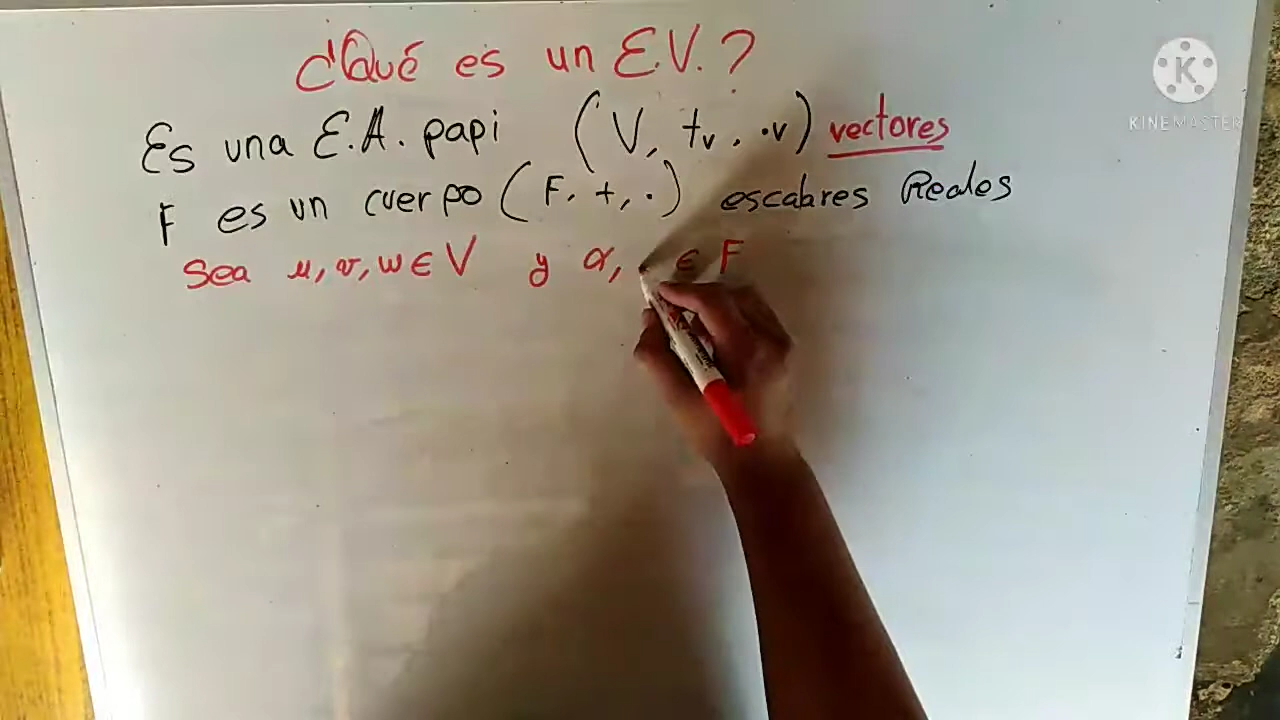 ¿Qué es un E.V.?
Es una E.A. papi (V, +v, ·v) vectores
F es un cuerpo (F, +, ·) escalares Reales
Sea u, v, w ∈ V y α, ∈ F
KINEMASTER